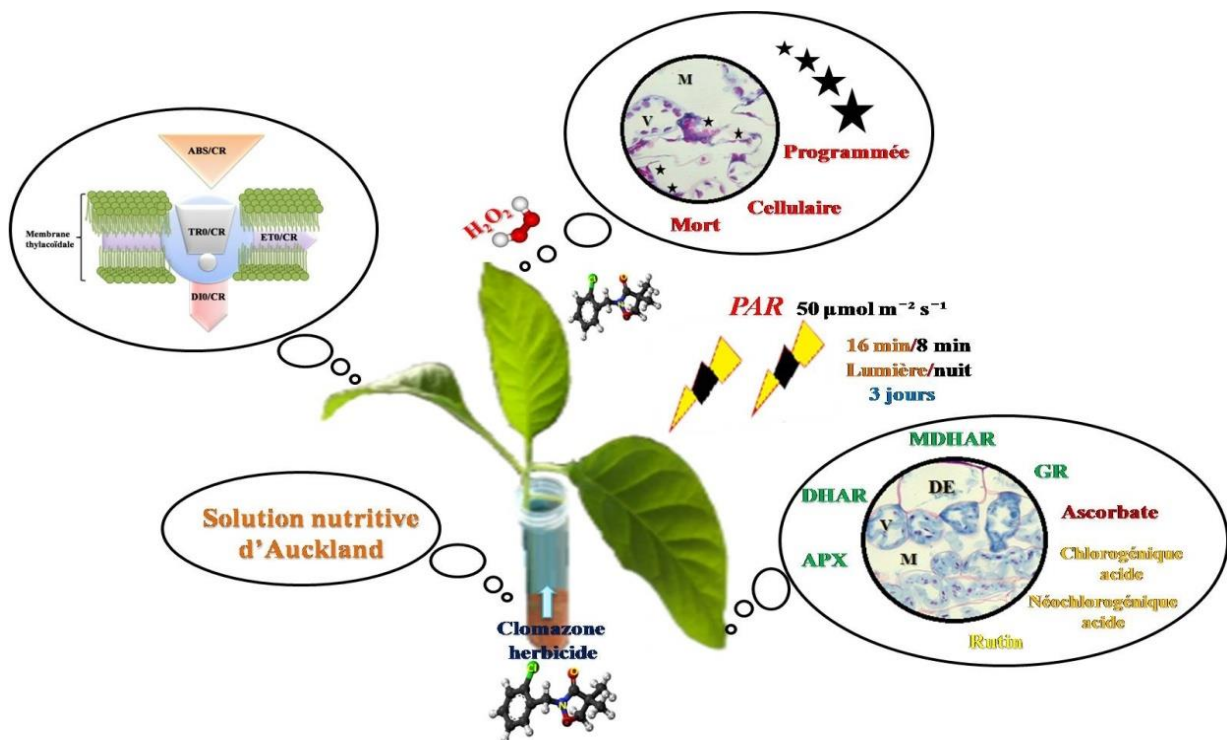 ABS/CR
Membrane
thylacoïdale
TR0/CR
ET0/CR
DI0/CR
M
V
Programmée
Cellulaire
Mort
H₂O₂
Cl
O
N
O
PAR 50 µmol m⁻² s⁻¹
16 min/8 min
Lumière/nuit
3 jours
Solution nutritive
d'Auckland
Clomazone
herbicide
Cl
O
N
O
MDHAR
GR
DHAR
DE
V
M
APX
Ascorbate
Chlorogénique
acide
Néochlorogénique
acide
Rutin